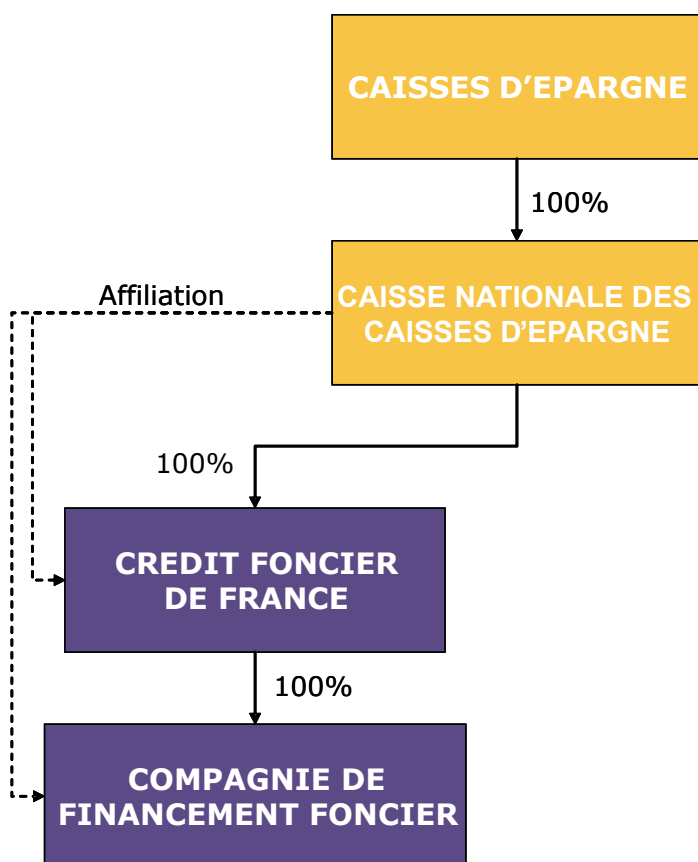 CAISSES D'EPARGNE
100%
Affiliation
CAISSE NATIONALE DES
CAISSES D'EPARGNE
100%
CREDIT FONCIER
DE FRANCE
100%
COMPAGNIE DE
FINANCEMENT FONCIER